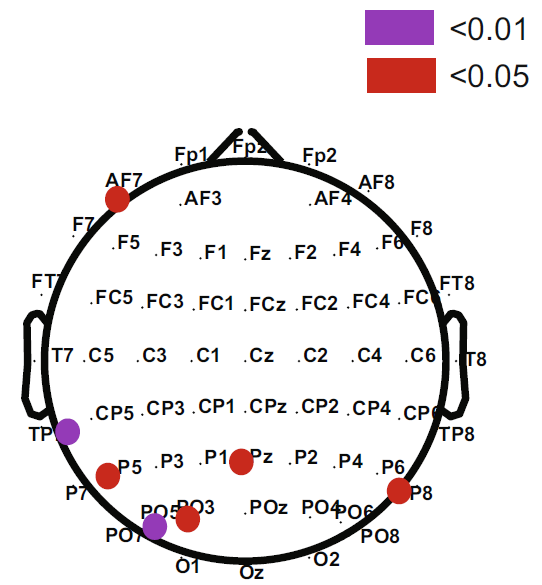 <0.01
<0.05
Fp1 Fpz Fp2
AF7 AF8
AF3 AF4
F7 F8
F5 F3 F1 Fz F2 F4 F6
FT7 FT8
FC5 FC3 FC1 FCz FC2 FC4 FC6
T7 C5 C3 C1 Cz C2 C4 C6 T8
CP5 CP3 CP1 CPz CP2 CP4 CP6
TP TP8
P5 P3 P1 Pz P2 P4 P6
P7 P8
PO5 PO3 POz PO4 PO6
PO7 PO8
O1 Oz O2